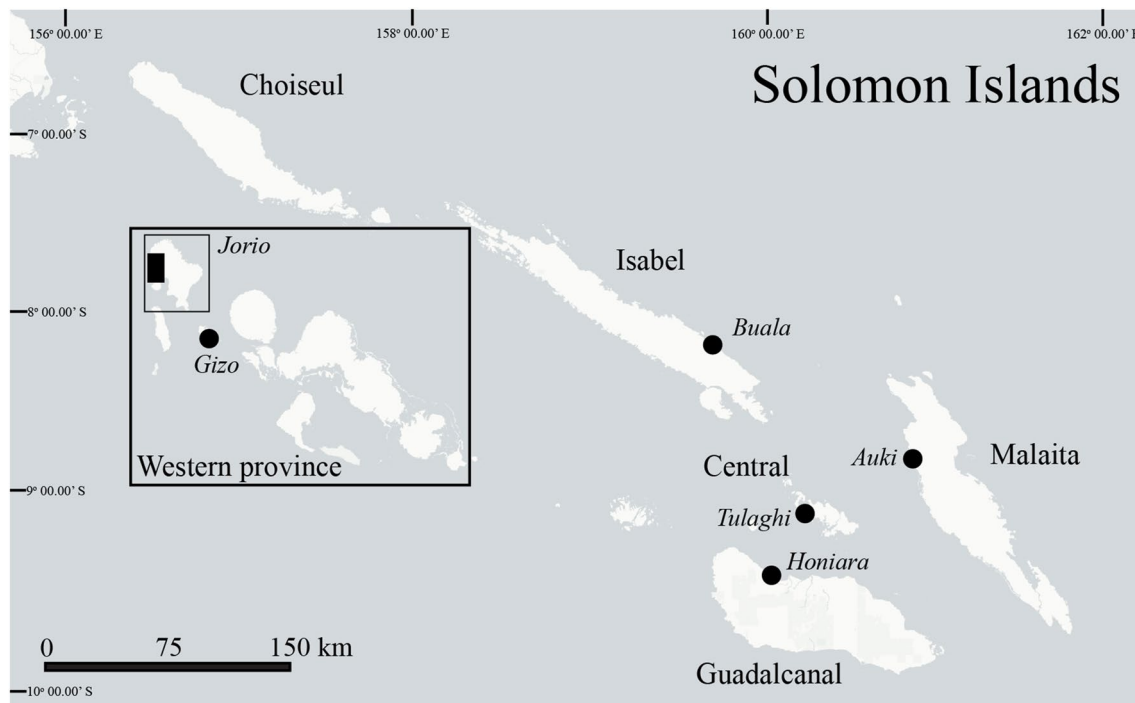 156° 00.00’ E
158° 00.00’ E
160° 00.00’ E
162° 00.00’ E
Solomon Islands
Choiseul
7° 00.00’ S
Jorio
Isabel
8° 00.00’ S
Buala
Gizo
Western province
Central
Auki
Malaita
9° 00.00’ S
Tulaghi
Honiara
0 75 150 km
Guadalcanal
10° 00.00’ S